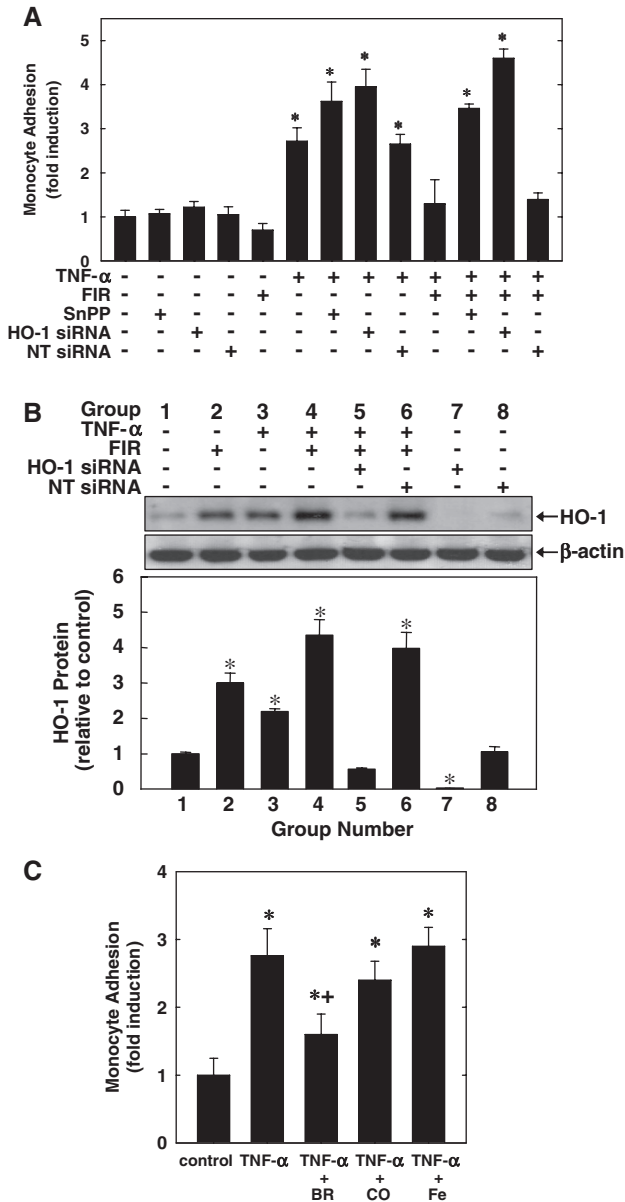 A
Monocyte Adhesion
(fold induction)
5
4
3
2
1
0
* * * * * *
TNF-α - - - - - + + + + + + + +
FIR - - - - + - - - - + + + +
SnPP - + - - - - + - - - + - -
HO-1 siRNA - - + - - - - + - - - + -
NT siRNA - - - + - - - - + - - - +
B
Group 1 2 3 4 5 6 7 8
TNF-α - - + + + + - -
FIR - + - + + + - -
HO-1 siRNA - - - - + - + -
NT siRNA - - - - - + - +
←HO-1
←β-actin
HO-1 Protein
(relative to control)
6
5
4
3
2
1
0
* * * * *
1 2 3 4 5 6 7 8
Group Number
C
Monocyte Adhesion
(fold induction)
4
3
2
1
0
* *+ * *
control TNF-α TNF-α TNF-α TNF-α
+ + +
BR CO Fe